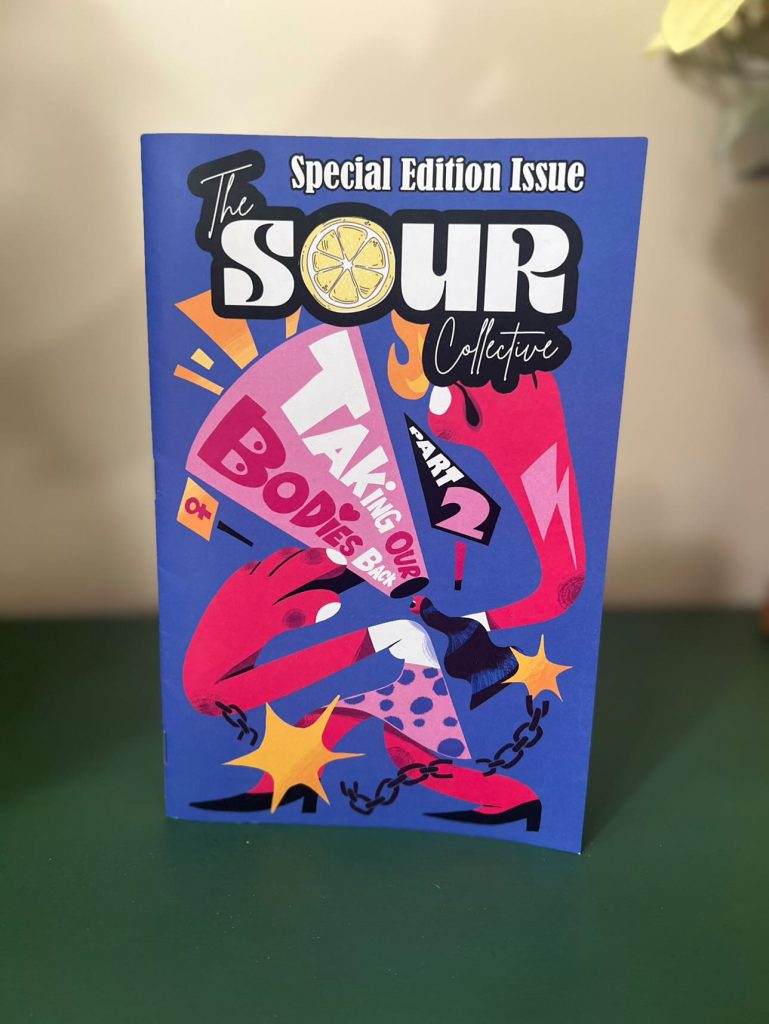 Special Edition Issue
The
SOUR
Collective
TAKING OUR
BODIES BACK
PART
2